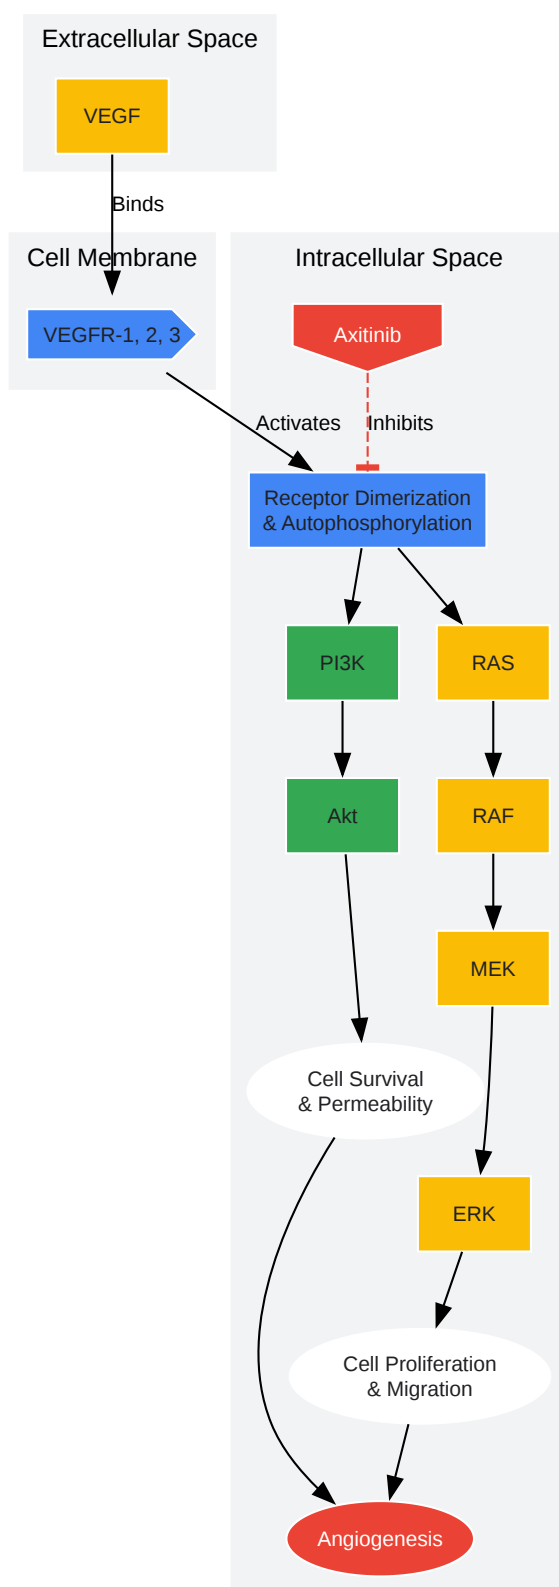 Extracellular Space
VEGF
Binds
Cell Membrane
Intracellular Space
VEGFR-1, 2, 3
Axitinib
Activates
Inhibits
Receptor Dimerization
& Autophosphorylation
PI3K
RAS
Akt
RAF
MEK
Cell Survival
& Permeability
ERK
Cell Proliferation
& Migration
Angiogenesis